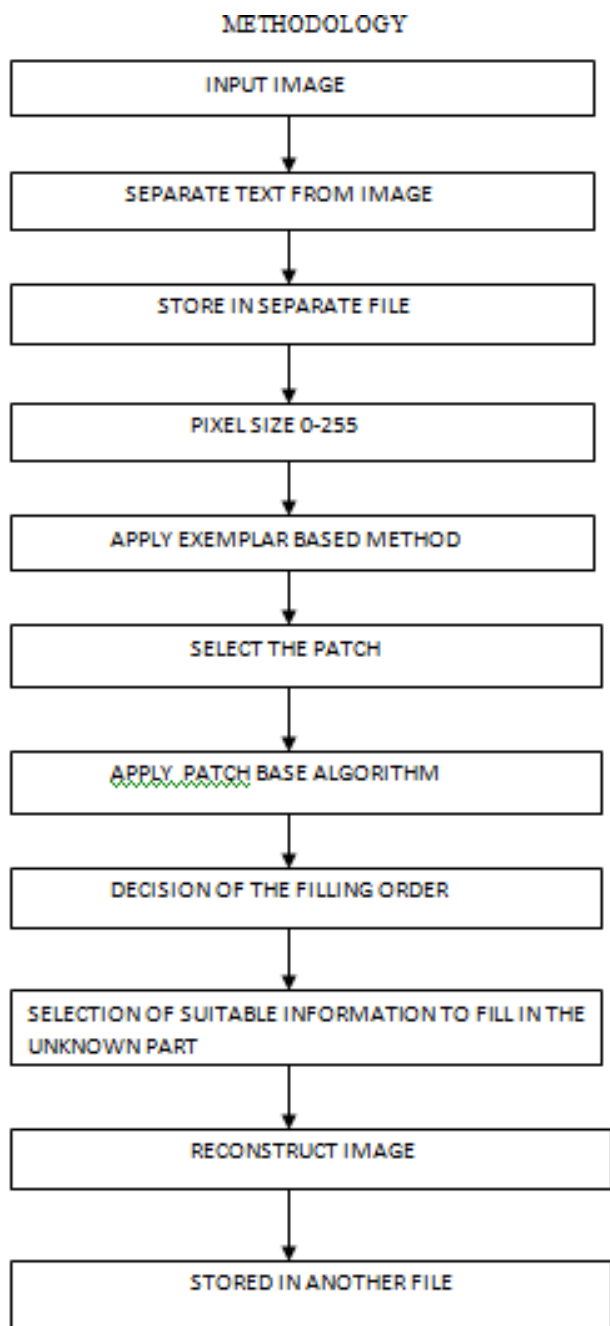 METHODOLOGY
INPUT IMAGE
SEPARATE TEXT FROM IMAGE
STORE IN SEPARATE FILE
PIXEL SIZE 0-255
APPLY EXEMPLAR BASED METHOD
SELECT THE PATCH
APPLY PATCH BASE ALGORITHM
DECISION OF THE FILLING ORDER
SELECTION OF SUITABLE INFORMATION TO FILL IN THE
UNKNOWN PART
RECONSTRUCT IMAGE
STORED IN ANOTHER FILE